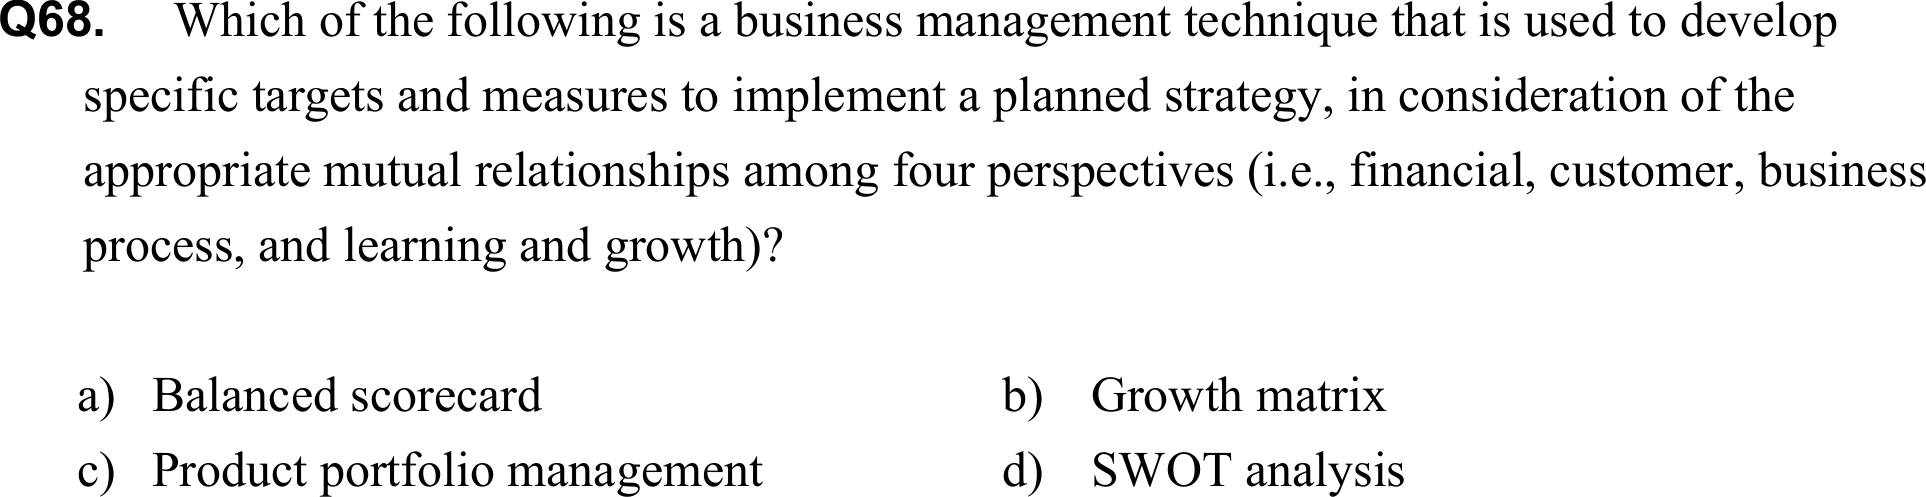 Q68. Which of the following is a business management technique that is used to develop
specific targets and measures to implement a planned strategy, in consideration of the
appropriate mutual relationships among four perspectives (i.e., financial, customer, business
process, and learning and growth)?
a) Balanced scorecard b) Growth matrix
c) Product portfolio management d) SWOT analysis